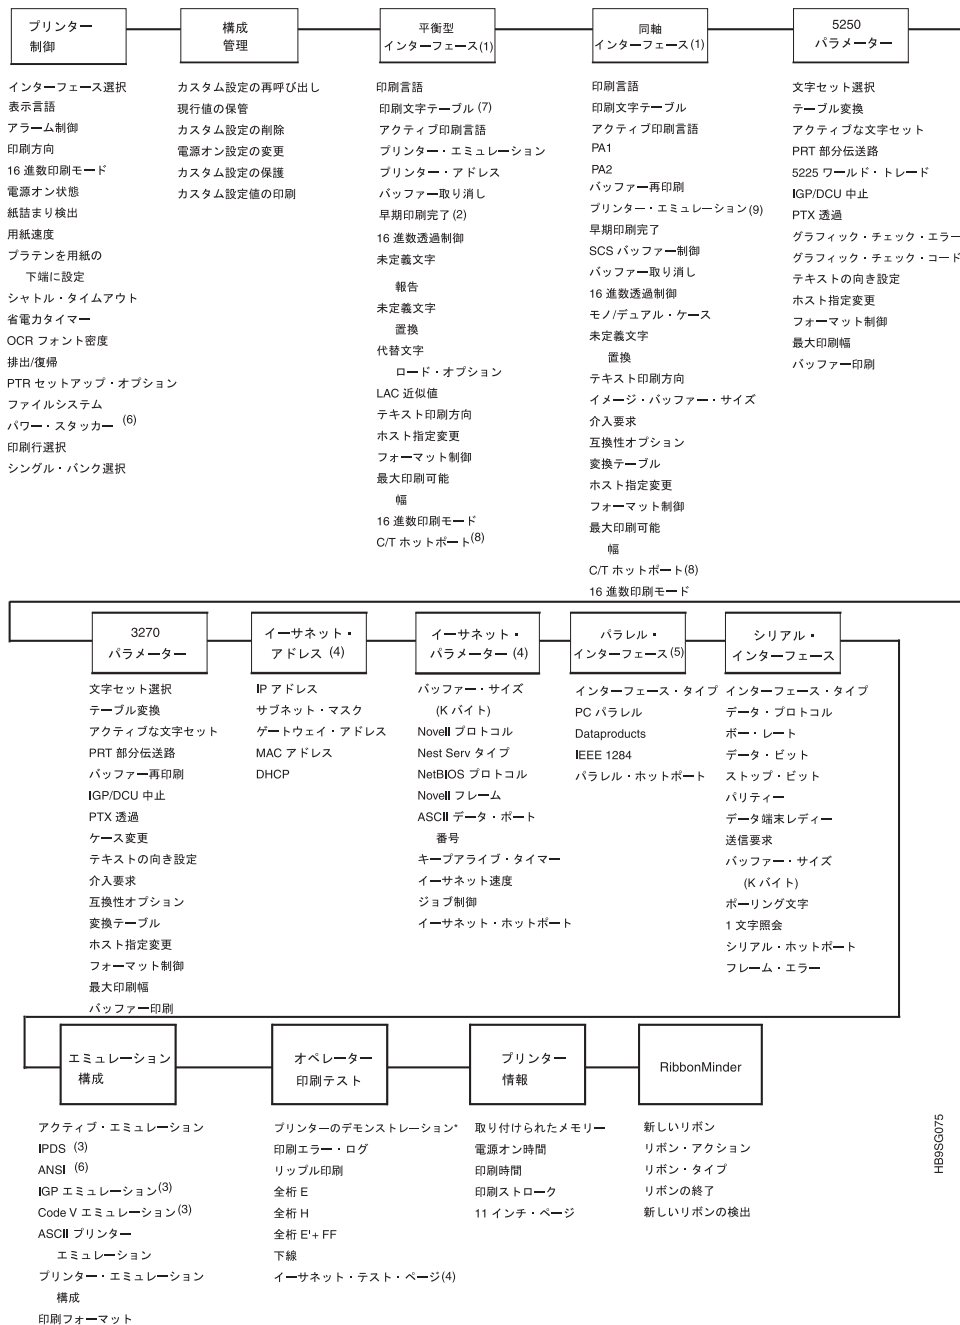 プリンター
制御
インターフェース選択
表示言語
アラーム制御
印刷方向
16 進数印刷モード
電源オン状態
紙詰まり検出
用紙速度
プラテンを用紙の
下端に設定
シャトル・タイムアウト
省電力タイマー
OCR フォント密度
排出/復帰
PTR セットアップ・オプション
ファイルシステム
パワー・スタッカー (6)
印刷行選択
シングル・バンク選択
構成
管理
カスタム設定の再呼び出し
現行値の保管
カスタム設定の削除
電源オン設定の変更
カスタム設定の保護
カスタム設定値の印刷
平衡型
インターフェース(1)
印刷言語
印刷文字テーブル (7)
アクティブ印刷言語
プリンター・エミュレーション
プリンター・アドレス
バッファー取り消し
早期印刷完了(2)
16 進数透過制御
未定義文字
報告
未定義文字
置換
代替文字
ロード・オプション
LAC 近似値
テキスト印刷方向
ホスト指定変更
フォーマット制御
最大印刷可能
幅
16 進数印刷モード
C/T ホットポート(8)
同軸
インターフェース(1)
印刷言語
印刷文字テーブル
アクティブ印刷言語
PA1
PA2
バッファー再印刷
プリンター・エミュレーション(9)
早期印刷完了
SCS バッファー制御
バッファー取り消し
16 進数透過制御
モノ/デュアル・ケース
未定義文字
置換
テキスト印刷方向
イメージ・バッファー・サイズ
介入要求
互換性オプション
変換テーブル
ホスト指定変更
フォーマット制御
最大印刷可能
幅
C/T ホットポート(8)
16 進数印刷モード
5250
パラメーター
文字セット選択
テーブル変換
アクティブな文字セット
PRT 部分伝送路
5225 ワールド・トレード
IGP/DCU 中止
PTX 透過
グラフィック・チェック・エラー
グラフィック・チェック・コード
テキストの向き設定
ホスト指定変更
フォーマット制御
最大印刷幅
バッファー印刷
3270
パラメーター
文字セット選択
テーブル変換
アクティブな文字セット
PRT 部分伝送路
バッファー再印刷
IGP/DCU 中止
PTX 透過
ケース変更
テキストの向き設定
介入要求
互換性オプション
変換テーブル
ホスト指定変更
フォーマット制御
最大印刷幅
バッファー印刷
イーサネット・
アドレス (4)
IP アドレス
サブネット・マスク
ゲートウェイ・アドレス
MAC アドレス
DHCP
イーサネット・
パラメーター (4)
バッファー・サイズ
(K バイト)
Novell プロトコル
Nest Serv タイプ
NetBIOS プロトコル
Novell フレーム
ASCII データ・ポート
番号
キープアライブ・タイマー
イーサネット速度
ジョブ制御
イーサネット・ホットポート
パラレル・
インターフェース(5)
インターフェース・タイプ
PC パラレル
Dataproducts
IEEE 1284
パラレル・ホットポート
シリアル・
インターフェース
インターフェース・タイプ
データ・プロトコル
ボー・レート
データ・ビット
ストップ・ビット
パリティー
データ端末レディー
送信要求
バッファー・サイズ
(K バイト)
ポーリング文字
1 文字照会
シリアル・ホットポート
フレーム・エラー
エミュレーション
構成
アクティブ・エミュレーション
IPDS (3)
ANSI (6)
IGP エミュレーション(3)
Code V エミュレーション(3)
ASCII プリンター
エミュレーション
プリンター・エミュレーション
構成
印刷フォーマット
オペレーター
印刷テスト
プリンターのデモンストレーション*
印刷エラー・ログ
リップル印刷
全桁 E
全桁 H
全桁 E'+ FF
下線
イーサネット・テスト・ページ(4)
プリンター
情報
取り付けられたメモリー
電源オン時間
印刷時間
印刷ストローク
11 インチ・ページ
RibbonMinder
新しいリボン
リボン・アクション
リボン・タイプ
リボンの終了
新しいリボンの検出
HB9SG075